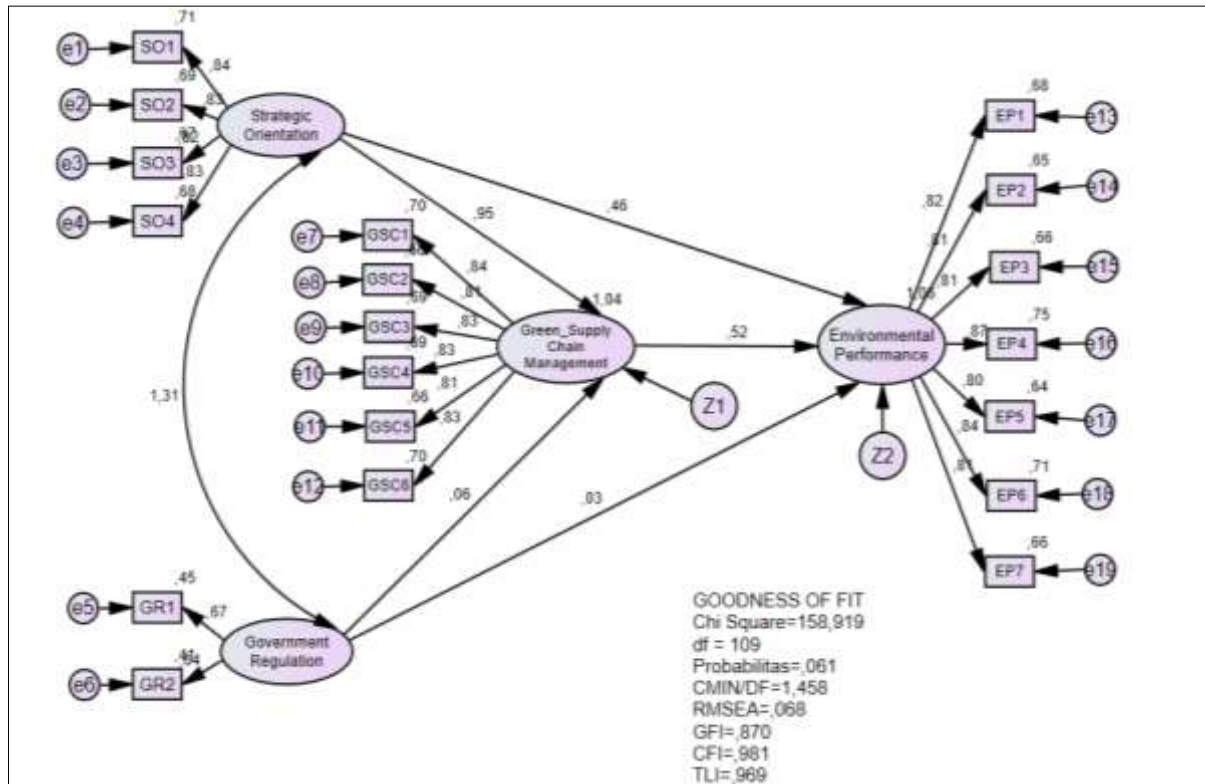 ,71
e1
SO1
,84
,69
e2
SO2
,83
e3
SO3
,83
,68
e4
SO4
Strategic
Orientation
,46
,95
1,31
,70
e7
GSC1
,84
e8
GSC2
,81
,69
e9
GSC3
,83
e10
GSC4
,83
,81
,66
e11
GSC5
,83
,70
e12
GSC6
1,04
Green_Supply
Chain
Management
,52
Z1
,06
,03
,45
e5
GR1
,67
e6
GR2
Government
Regulation
Environmental
Performance
Z2
,68
EP1
e13
,82
,65
EP2
e14
,81
,66
EP3
e15
,81
,75
EP4
e16
,80
,64
EP5
e17
,84
,71
EP6
e18
,81
,66
EP7
e19
GOODNESS OF FIT
Chi Square=158,919
df = 109
Probabilitas=,061
CMIN/DF=1,458
RMSEA=,068
GFI=,870
CFI=,981
TLI=,969